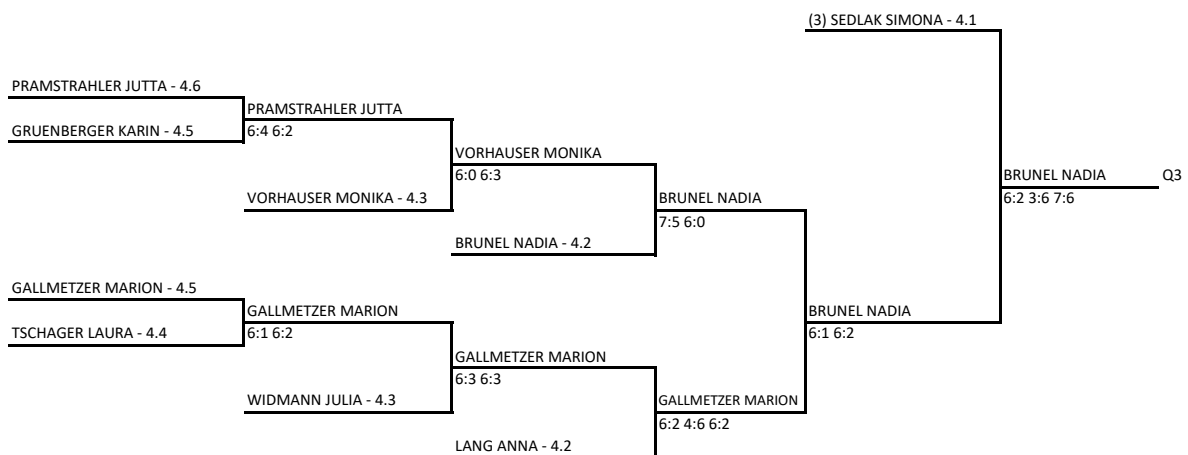 (3) SEDLAK SIMONA - 4.1
PRAMSTRAHLER JUTTA - 4.6
PRAMSTRAHLER JUTTA
GRUENBERGER KARIN - 4.5
6:4 6:2
VORHAUSER MONIKA
6:0 6:3
BRUNEL NADIA
Q3
VORHAUSER MONIKA - 4.3
BRUNEL NADIA
6:2 3:6 7:6
7:5 6:0
BRUNEL NADIA - 4.2
GALLMETZER MARION - 4.5
GALLMETZER MARION
BRUNEL NADIA
TSCHAGER LAURA - 4.4
6:1 6:2
6:1 6:2
GALLMETZER MARION
6:3 6:3
WIDMANN JULIA - 4.3
GALLMETZER MARION
6:2 4:6 6:2
LANG ANNA - 4.2